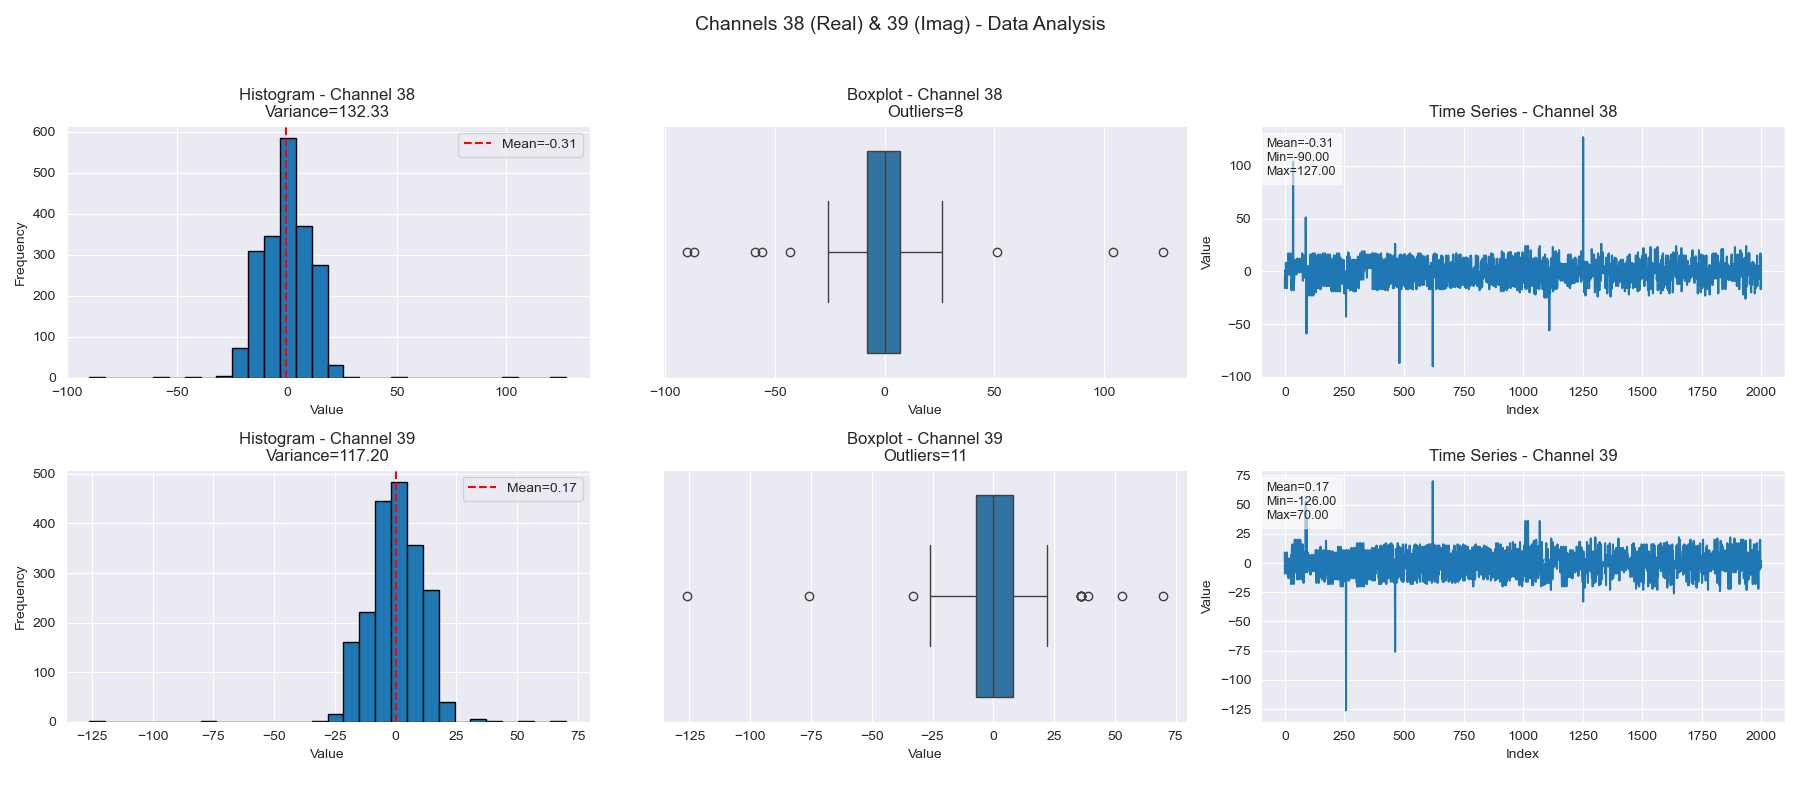 Channels 38 (Real) & 39 (Imag) - Data Analysis
Histogram - Channel 38
Variance=132.33
Mean=-0.31
Frequency
600
500
400
300
200
100
0
−100
−50
0
50
100
Value
Boxplot - Channel 38
Outliers=8
−100
−50
0
50
100
Value
Time Series - Channel 38
Mean=-0.31
Min=-90.00
Max=127.00
Value
100
50
0
−50
−100
0
250
500
750
1000
1250
1500
1750
2000
Index
Histogram - Channel 39
Variance=117.20
Mean=0.17
Frequency
500
400
300
200
100
0
−125
−100
−75
−50
−25
0
25
50
75
Value
Boxplot - Channel 39
Outliers=11
−125
−100
−75
−50
−25
0
25
50
75
Value
Time Series - Channel 39
Mean=0.17
Min=-126.00
Max=70.00
Value
75
50
25
0
−25
−50
−75
−100
−125
0
250
500
750
1000
1250
1500
1750
2000
Index